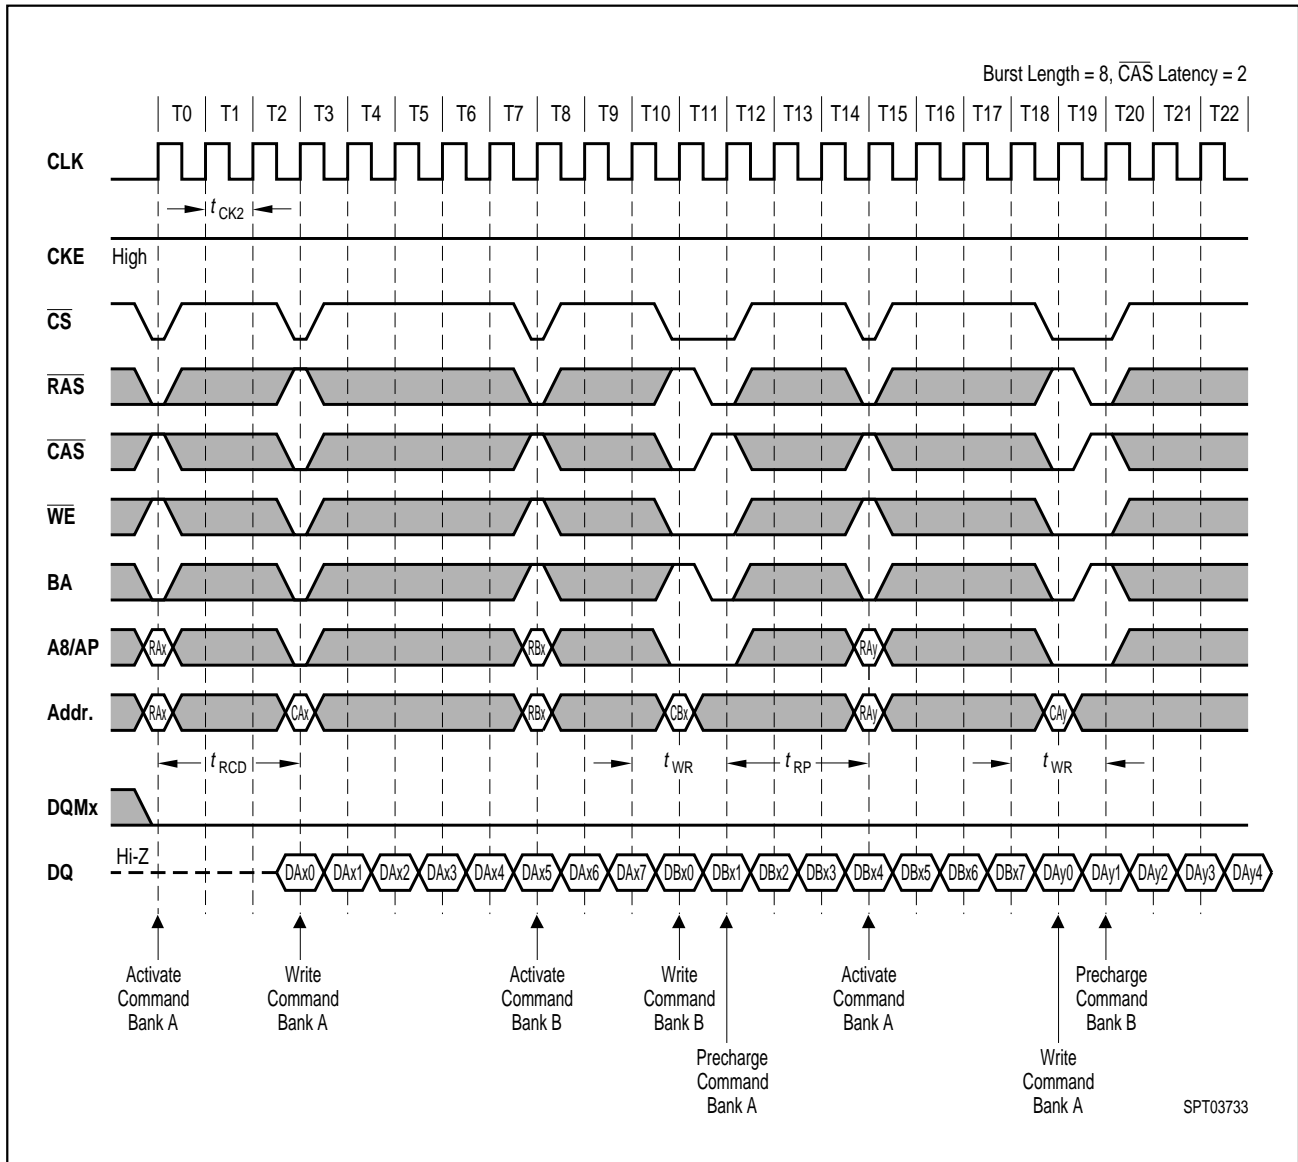 Burst Length = 8, CAS Latency = 2
T0 T1 T2 T3 T4 T5 T6 T7 T8 T9 T10 T11 T12 T13 T14 T15 T16 T17 T18 T19 T20 T21 T22
CLK
t CK2
CKE High
CS
RAS
CAS
WE
BA
A8/AP RAx RBx RAy
Addr. RAx CAx RBx CBx RAy CAy
t RCD t WR t RP t WR
DQMx
Hi-Z
DQ DAx0 DAx1 DAx2 DAx3 DAx4 DAx5 DAx6 DAx7 DBx0 DBx1 DBx2 DBx3 DBx4 DBx5 DBx6 DBx7 DAy0 DAy1 DAy2 DAy3 DAy4
Activate Command Bank A
Write Command Bank A
Activate Command Bank B
Write Command Bank B
Activate Command Bank A
Precharge Command Bank B
Precharge Command Bank A
Write Command Bank A
SPT03733